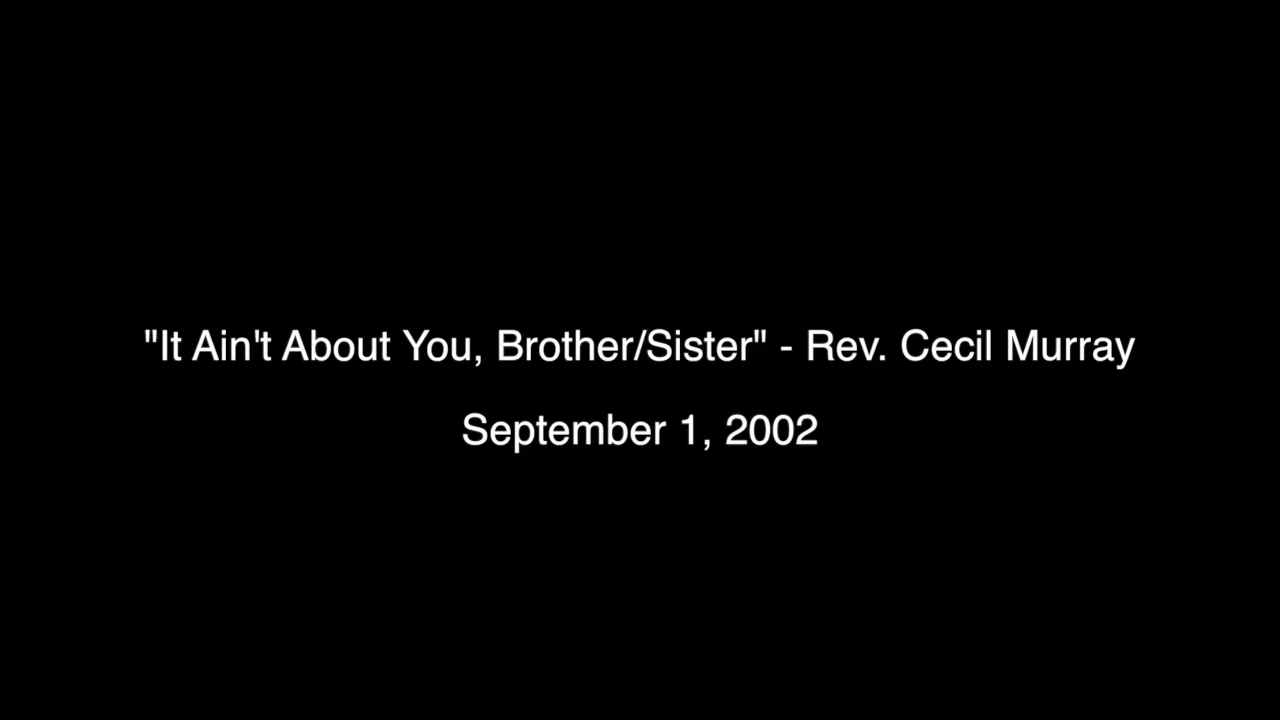 "It Ain't About You, Brother/Sister" - Rev. Cecil Murray
September 1, 2002